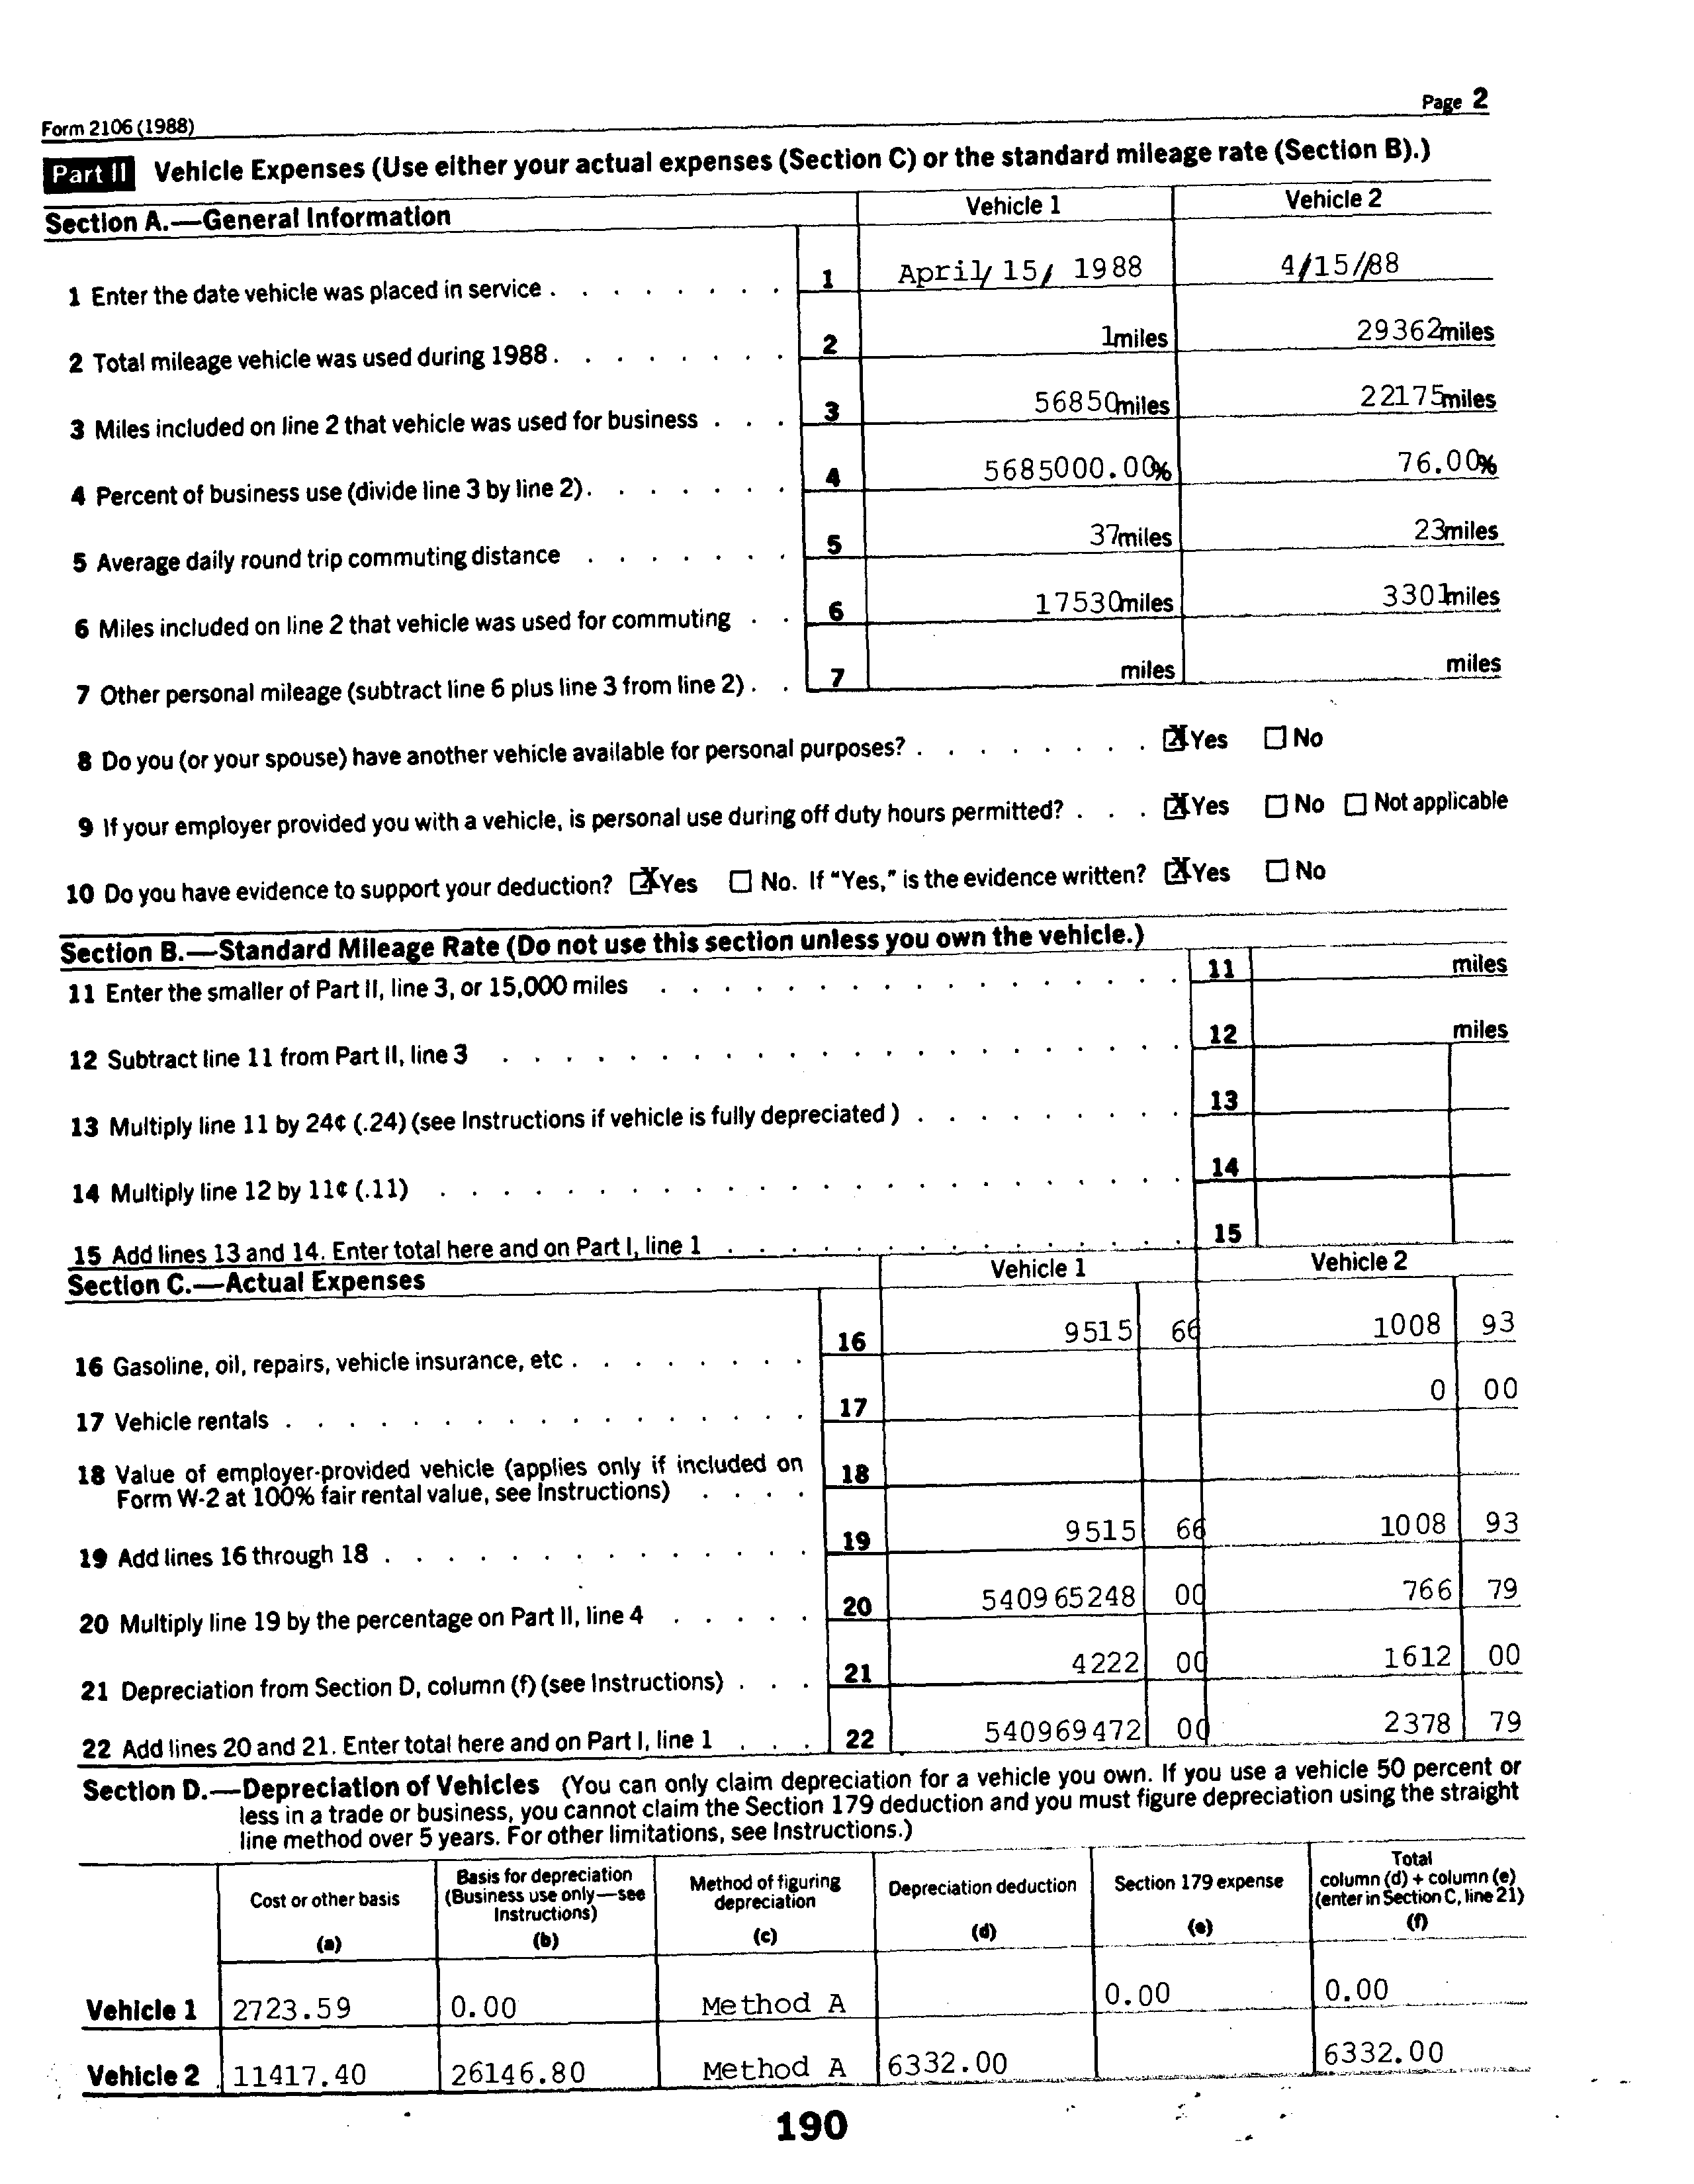 Form 2106 (1988) Page 2
Part II Vehicle Expenses (Use either your actual expenses (Section C) or the standard mileage rate (Section B).)
Section A.—General Information Vehicle 1 Vehicle 2
1 Enter the date vehicle was placed in service . . . . . . . . 1 April/ 15/ 1988 4/15//88
2 Total mileage vehicle was used during 1988 . . . . . . . . 2 1miles 29362miles
3 Miles included on line 2 that vehicle was used for business . . . 3 56850miles 22175miles
4 Percent of business use (divide line 3 by line 2) . . . . . . . 4 5685000.00% 76.00%
5 Average daily round trip commuting distance . . . . . . . 5 37miles 23miles
6 Miles included on line 2 that vehicle was used for commuting . . 6 17530miles 3301miles
7 Other personal mileage (subtract line 6 plus line 3 from line 2) . . 7 miles miles
8 Do you (or your spouse) have another vehicle available for personal purposes? . . . . . . . . X Yes No
9 If your employer provided you with a vehicle, is personal use during off duty hours permitted? . . . X Yes No Not applicable
10 Do you have evidence to support your deduction? X Yes No. If "Yes," is the evidence written? X Yes No
Section B.—Standard Mileage Rate (Do not use this section unless you own the vehicle.)
11 Enter the smaller of Part II, line 3, or 15,000 miles . . . . . . . . . . . . . . . . . 11 miles
12 Subtract line 11 from Part II, line 3 . . . . . . . . . . . . . . . . . . . . . . 12 miles
13 Multiply line 11 by 24¢ (.24) (see Instructions if vehicle is fully depreciated ) . . . . . . . . . 13
14 Multiply line 12 by 11¢ (.11) . . . . . . . . . . . . . . . . . . . . . . . . 14
15 Add lines 13 and 14. Enter total here and on Part I, line 1 . . . . . . . . . . . . . . . 15
Section C.—Actual Expenses Vehicle 1 Vehicle 2
16 Gasoline, oil, repairs, vehicle insurance, etc . . . . . . . . 16 9515 66 1008 93
17 Vehicle rentals . . . . . . . . . . . . . . . . . 17 0 00
18 Value of employer-provided vehicle (applies only if included on
Form W-2 at 100% fair rental value, see Instructions) . . . . 18
19 Add lines 16 through 18 . . . . . . . . . . . . . . 19 9515 66 1008 93
20 Multiply line 19 by the percentage on Part II, line 4 . . . . . 20 540965248 00 766 79
21 Depreciation from Section D, column (f) (see Instructions) . . . 21 4222 00 1612 00
22 Add lines 20 and 21. Enter total here and on Part I, line 1 . . . 22 540969472 00 2378 79
Section D.—Depreciation of Vehicles (You can only claim depreciation for a vehicle you own. If you use a vehicle 50 percent or
less in a trade or business, you cannot claim the Section 179 deduction and you must figure depreciation using the straight
line method over 5 years. For other limitations, see Instructions.)
Cost or other basis (a)
Basis for depreciation (Business use only—see Instructions) (b)
Method of figuring depreciation (c)
Depreciation deduction (d)
Section 179 expense (e)
Total column (d) + column (e) (enter in Section C, line 21) (f)
Vehicle 1 2723.59 0.00 Method A 0.00 0.00
Vehicle 2 11417.40 26146.80 Method A 6332.00 6332.00
190